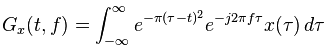 G_x(t, f) = \int_{-\infty}^{\infty} e^{-\pi(\tau-t)^2} e^{-j2\pi f\tau} x(\tau) \, d\tau